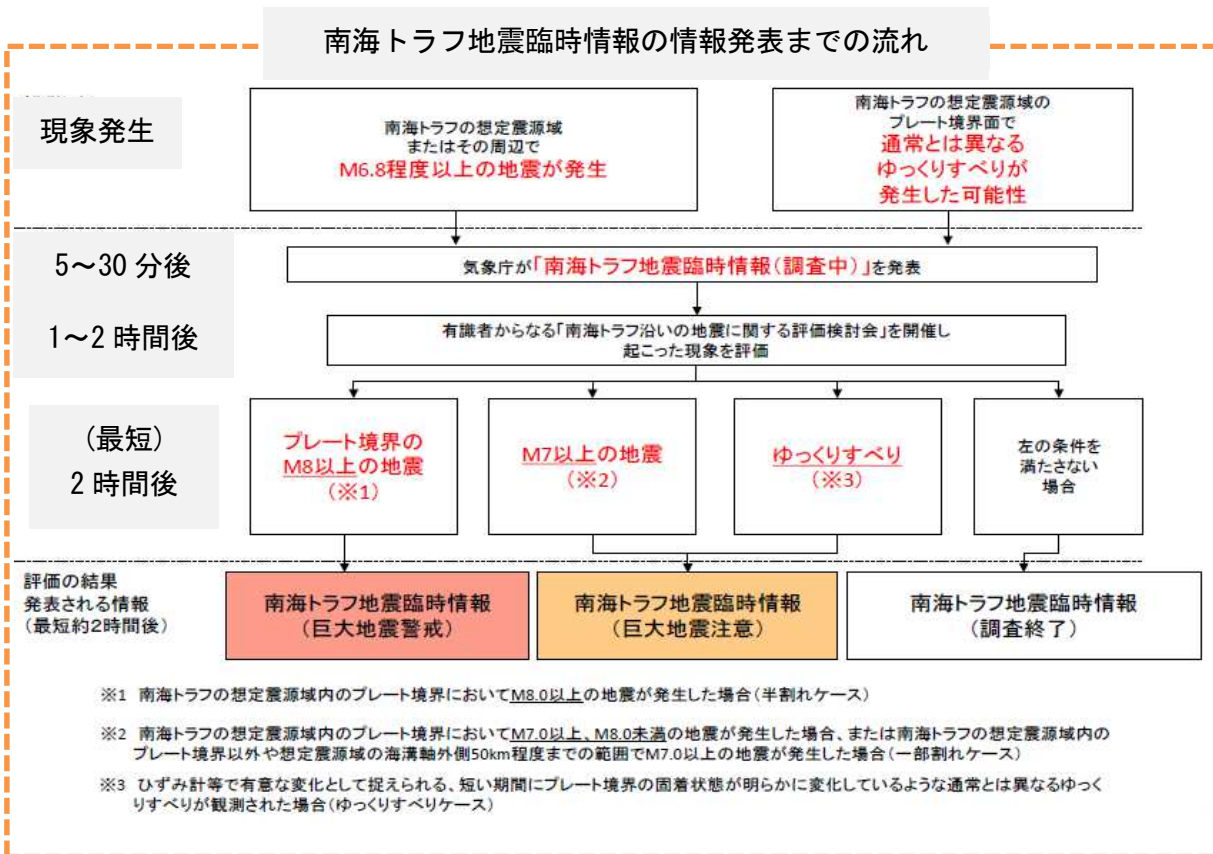 南海トラフ地震臨時情報の情報発表までの流れ
現象発生
南海トラフの想定震源域
またはその周辺で
M6.8程度以上の地震が発生
南海トラフの想定震源域の
プレート境界面で
通常とは異なる
ゆっくりすべりが
発生した可能性
5～30 分後
気象庁が「南海トラフ地震臨時情報(調査中)」を発表
1～2 時間後
有識者からなる「南海トラフ沿いの地震に関する評価検討会」を開催し
起こった現象を評価
(最短)
2 時間後
プレート境界の
M8以上の地震
(※1)
M7以上の地震
(※2)
ゆっくりすべり
(※3)
左の条件を
満たさない
場合
評価の結果
発表される情報
(最短約2時間後)
南海トラフ地震臨時情報
(巨大地震警戒)
南海トラフ地震臨時情報
(巨大地震注意)
南海トラフ地震臨時情報
(調査終了)
※1 南海トラフの想定震源域内のプレート境界においてM8.0以上の地震が発生した場合(半割れケース)
※2 南海トラフの想定震源域内のプレート境界においてM7.0以上、M8.0未満の地震が発生した場合、または南海トラフの想定震源域内の
プレート境界以外や想定震源域の海溝軸外側50km程度までの範囲でM7.0以上の地震が発生した場合(一部割れケース)
※3 ひずみ計等で有意な変化として捉えられる、短い期間にプレート境界の固着状態が明らかに変化しているような通常とは異なるゆっく
りすべりが観測された場合(ゆっくりすべりケース)